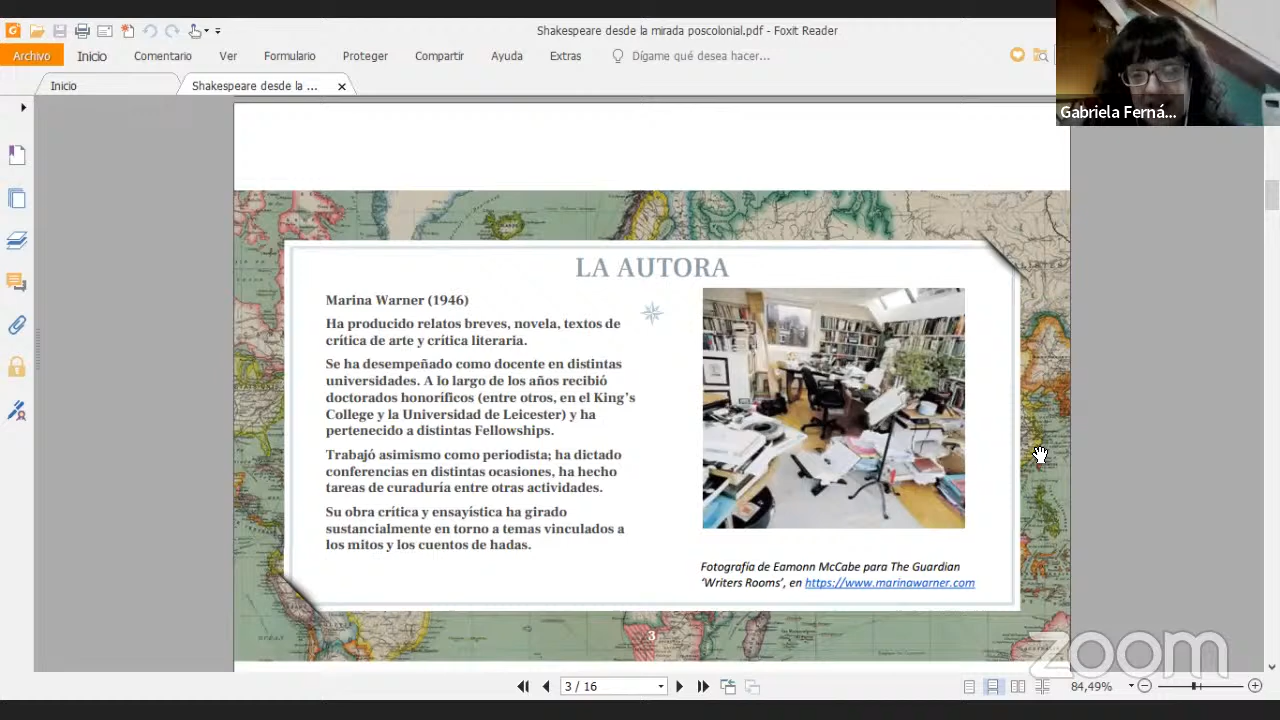 Shakespeare desde la mirada poscolonial.pdf - Foxit Reader
Archivo Inicio Comentario Ver Formulario Proteger Compartir Ayuda Extras Dígame qué desea hacer...
Inicio Shakespeare desde la ...
Gabriela Ferná...
LA AUTORA
Marina Warner (1946)
Ha producido relatos breves, novela, textos de
crítica de arte y crítica literaria.
Se ha desempeñado como docente en distintas
universidades. A lo largo de los años recibió
doctorados honoríficos (entre otros, en el King's
College y la Universidad de Leicester) y ha
pertenecido a distintas Fellowships.
Trabajó asimismo como periodista; ha dictado
conferencias en distintas ocasiones, ha hecho
tareas de curaduría entre otras actividades.
Su obra crítica y ensayística ha girado
sustancialmente en torno a temas vinculados a
los mitos y los cuentos de hadas.
Fotografia de Eamonn McCabe para The Guardian
‘Writers Rooms’, en https://www.marinawarner.com
3
zoom
3 / 16
84,49%